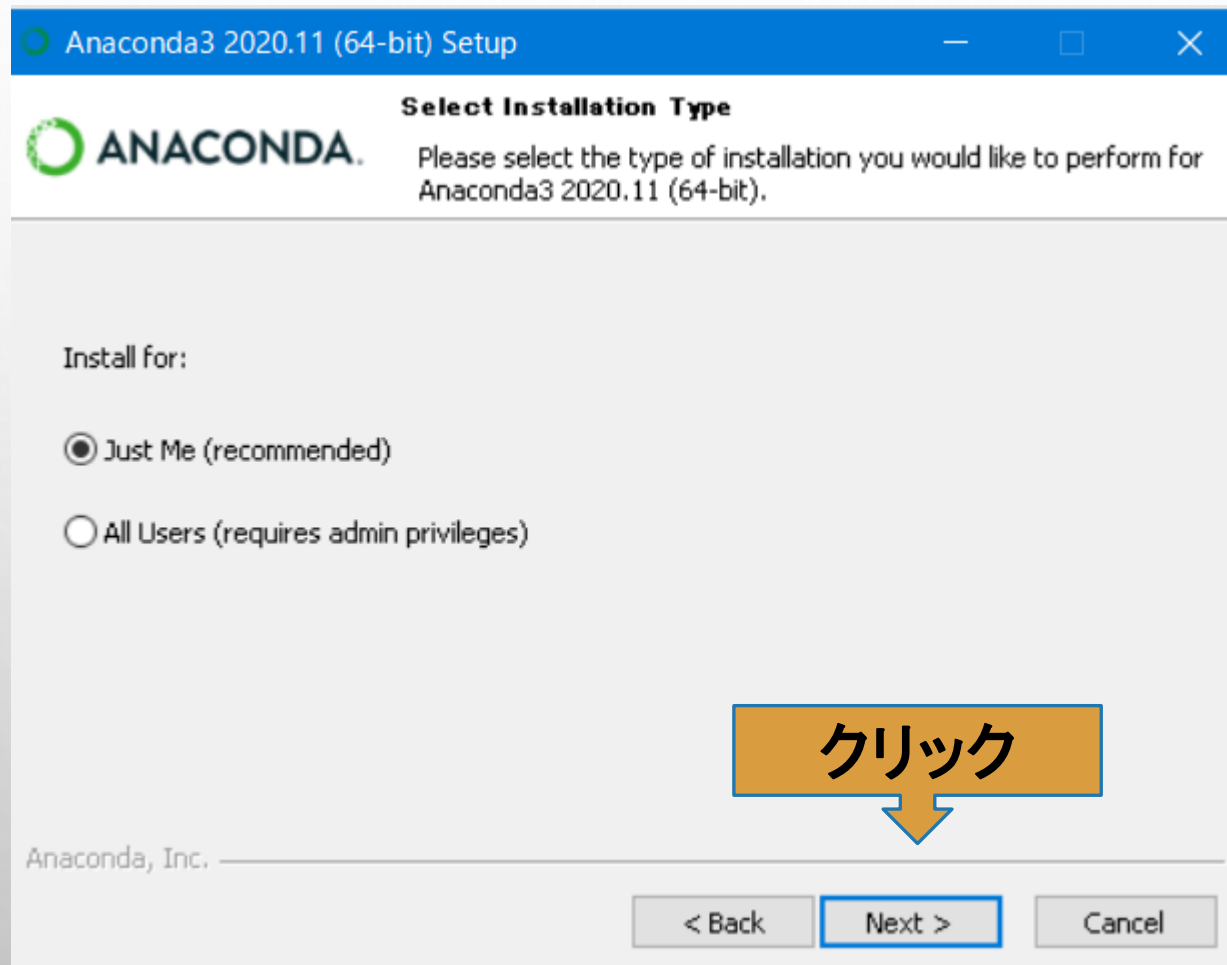 Anaconda3 2020.11 (64-bit) Setup
ANACONDA.
Select Installation Type
Please select the type of installation you would like to perform for
Anaconda3 2020.11 (64-bit).
Install for:
Just Me (recommended)
All Users (requires admin privileges)
クリック
Anaconda, Inc.
< Back
Next >
Cancel